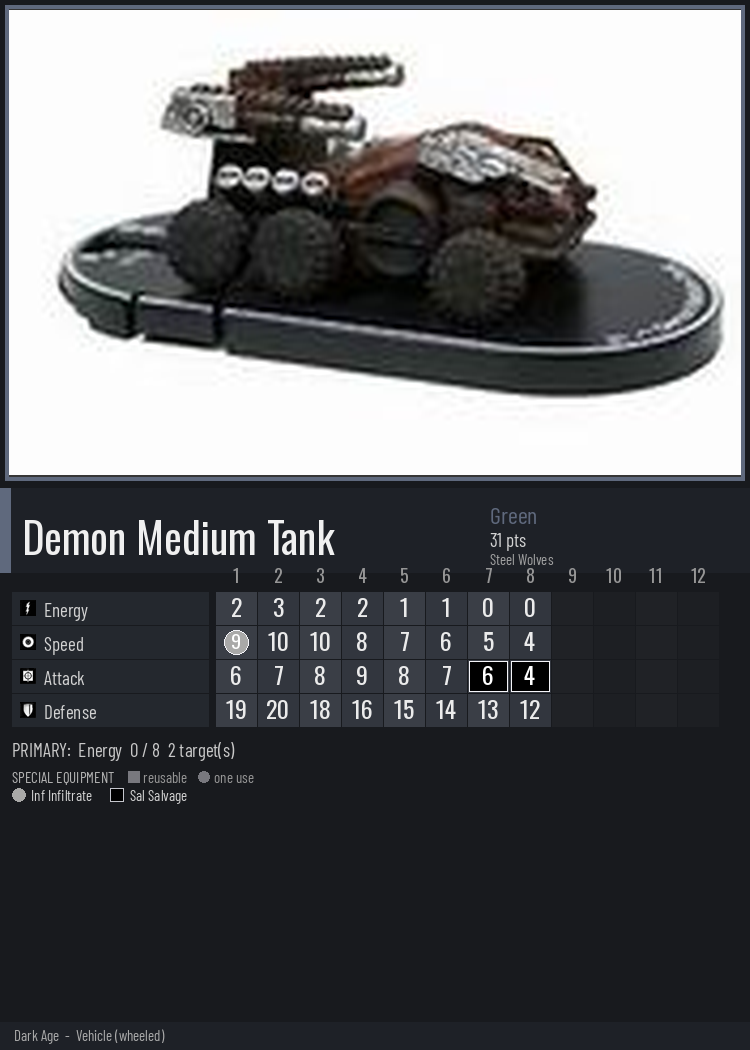 Demon Medium Tank
Green
31 pts
Steel Wolves
1 2 3 4 5 6 7 8 9 10 11 12
Energy 2 3 2 2 1 1 0 0
Speed 9 10 10 8 7 6 5 4
Attack 6 7 8 9 8 7 6 4
Defense 19 20 18 16 15 14 13 12
PRIMARY: Energy 0 / 8 2 target(s)
SPECIAL EQUIPMENT reusable one use
Inf Infiltrate Sal Salvage
Dark Age - Vehicle (wheeled)